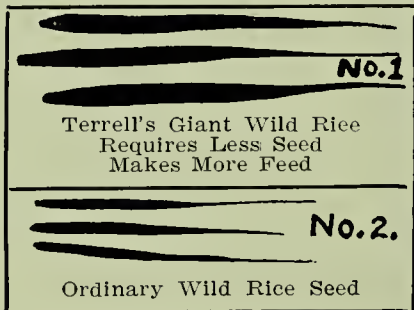 No.1
Terrell's Giant Wild Rice
Requires Less Seed
Makes More Feed
No.2.
Ordinary Wild Rice Seed